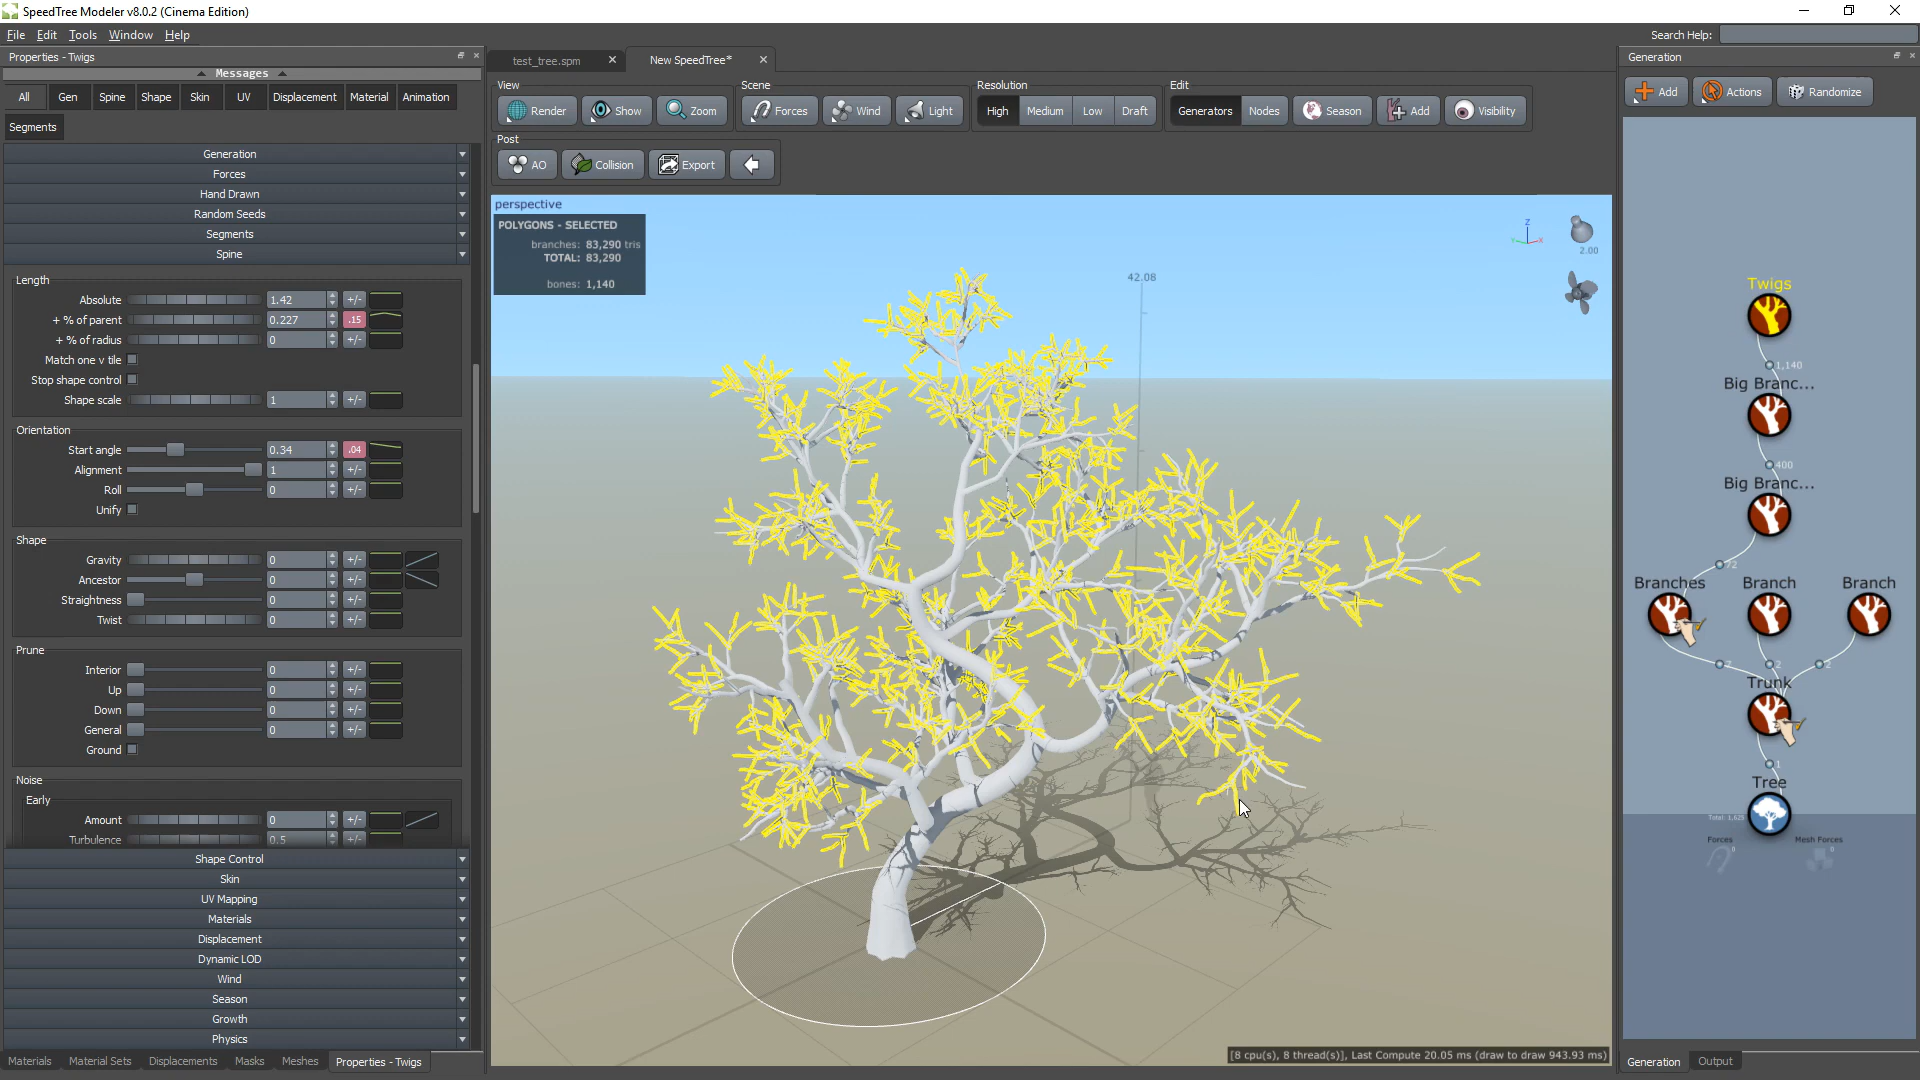 SpeedTree Modeler v8.0.2 (Cinema Edition)
File Edit Tools Window Help
Search Help:
Properties - Twigs
Messages
All Gen Spine Shape Skin UV Displacement Material Animation
Segments
Generation
Forces
Hand Drawn
Random Seeds
Segments
Spine
Length
Absolute 1.42 +/-
+ % of parent 0.227 .15
+ % of radius 0 +/-
Match one v tile
Stop shape control
Shape scale 1 +/-
Orientation
Start angle 0.34 .04
Alignment 1 +/-
Roll 0 +/-
Unify
Shape
Gravity 0 +/-
Ancestor 0 +/-
Straightness 0 +/-
Twist 0 +/-
Prune
Interior 0 +/-
Up 0 +/-
Down 0 +/-
General 0 +/-
Ground
Noise
Early
Amount 0 +/-
Turbulence 0.5 +/-
Shape Control
Skin
UV Mapping
Materials
Displacement
Dynamic LOD
Wind
Season
Growth
Physics
Materials Material Sets Displacements Masks Meshes Properties - Twigs
test_tree.spm New SpeedTree*
View Scene Resolution Edit
Render Show Zoom Forces Wind Light High Medium Low Draft Generators Nodes Season Add Visibility
Post
AO Collision Export
perspective
POLYGONS - SELECTED
branches: 83,290 tris
TOTAL: 83,290
bones: 1,140
42.08
Z
Y X
2.00
[8 cpu(s), 8 thread(s)], Last Compute 20.05 ms (draw to draw 943.93 ms)
Generation
Add Actions Randomize
Twigs
1,140
Big Branc...
400
Big Branc...
72
Branches Branch Branch
7 2 2
Trunk
1
Tree
Total: 1,625
Forces Mesh Forces
0 0
Generation Output